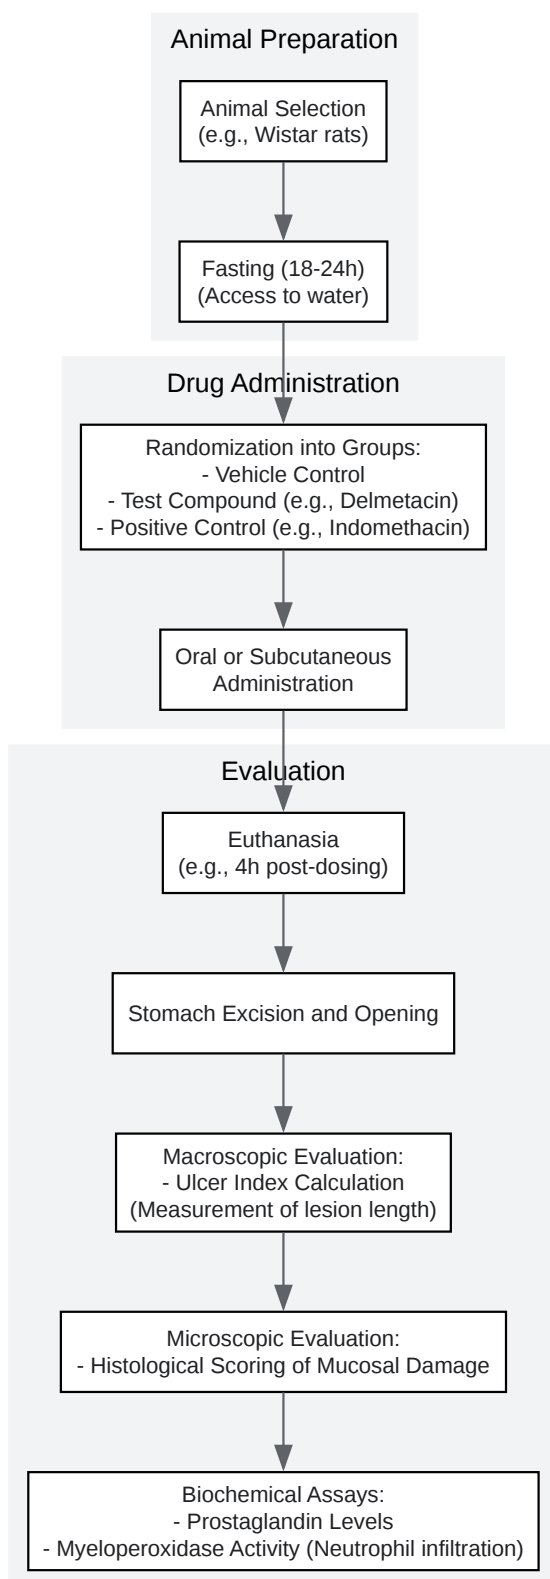 Animal Preparation
Animal Selection
(e.g., Wistar rats)
Fasting (18-24h)
(Access to water)
Drug Administration
Randomization into Groups:
- Vehicle Control
- Test Compound (e.g., Delmetacin)
- Positive Control (e.g., Indomethacin)
Oral or Subcutaneous
Administration
Evaluation
Euthanasia
(e.g., 4h post-dosing)
Stomach Excision and Opening
Macroscopic Evaluation:
- Ulcer Index Calculation
(Measurement of lesion length)
Microscopic Evaluation:
- Histological Scoring of Mucosal Damage
Biochemical Assays:
- Prostaglandin Levels
- Myeloperoxidase Activity (Neutrophil infiltration)